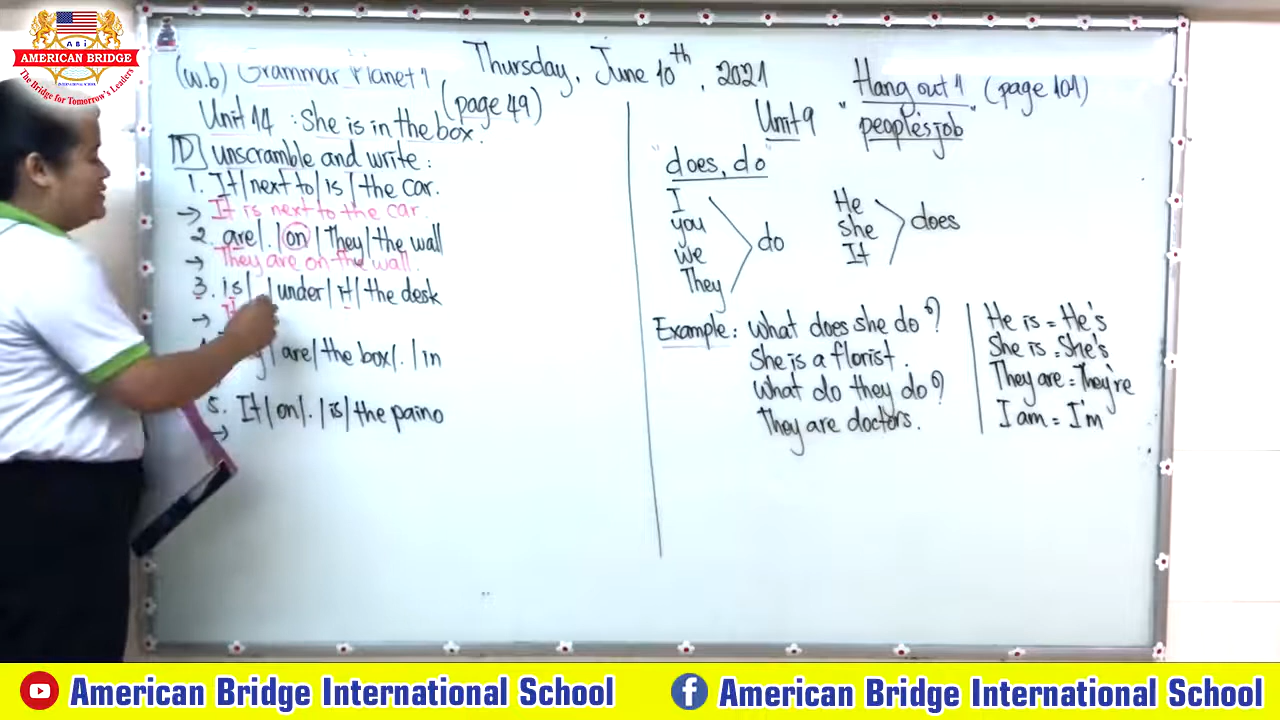 A B i
AMERICAN BRIDGE
INTERNATIONAL SCHOOL
The Bridge for Tomorrow's Leaders
Thursday, June 10th, 2021
(w.b) Grammar Planet 1
(page 49)
Unit 14 : She is in the box.
D unscramble and write :
1. It / next to / is / the car.
→ It is next to the car.
2. are / . / on / They / the wall
→ They are on the wall.
3. is / . / under / it / the desk
→ It
/ are / the box / . / in
5. It / on / . / is / the paino
→
Hang out 1 (page 101)
Unit 9 " people's job "
"does, do"
I
you
we
They
do
He
She
It
does
Example: What does she do?
She is a florist.
What do they do?
They are doctors.
He is = He's
She is = She's
They are = They're
I am = I'm
American Bridge International School
f American Bridge International School